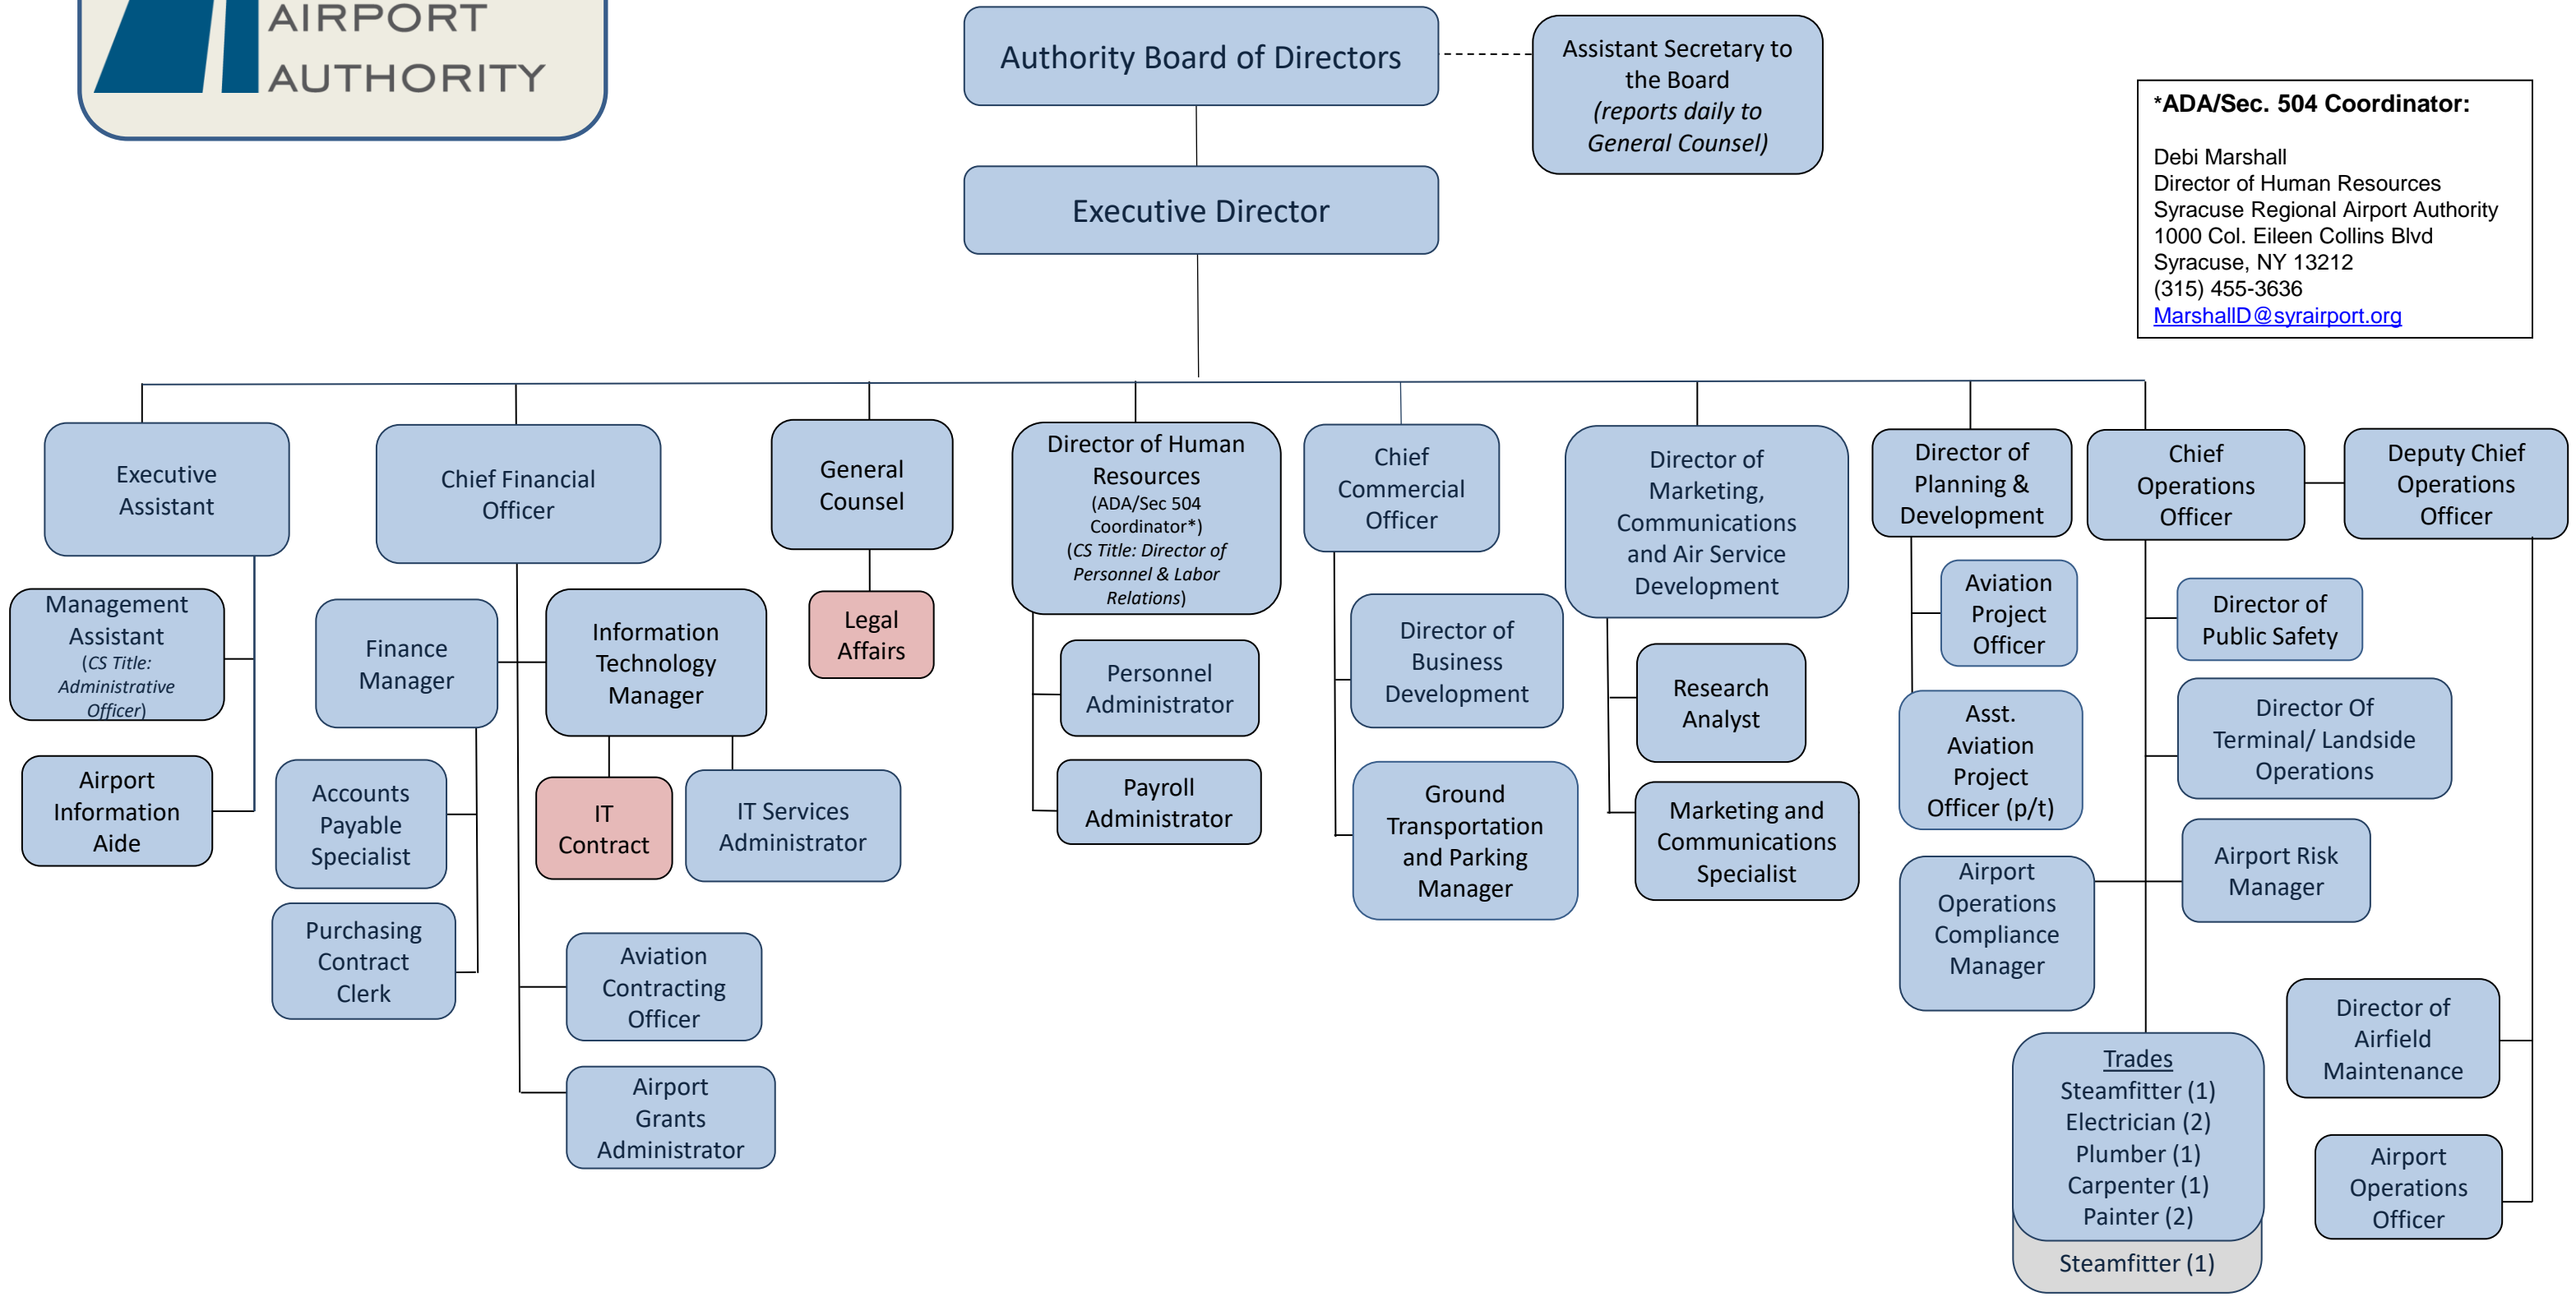 AIRPORT
AUTHORITY
Authority Board of Directors
Assistant Secretary to
the Board
(reports daily to
General Counsel)
*ADA/Sec. 504 Coordinator:
Debi Marshall
Director of Human Resources
Syracuse Regional Airport Authority
1000 Col. Eileen Collins Blvd
Syracuse, NY 13212
(315) 455-3636
MarshallD@syrairport.org
Executive Director
Executive
Assistant
Management
Assistant
(CS Title:
Administrative
Officer)
Airport
Information
Aide
Chief Financial
Officer
Finance
Manager
Accounts
Payable
Specialist
Purchasing
Contract
Clerk
Information
Technology
Manager
IT
Contract
IT Services
Administrator
Aviation
Contracting
Officer
Airport
Grants
Administrator
General
Counsel
Legal
Affairs
Director of Human
Resources
(ADA/Sec 504
Coordinator*)
(CS Title: Director of
Personnel & Labor
Relations)
Personnel
Administrator
Payroll
Administrator
Chief
Commercial
Officer
Director of
Business
Development
Ground
Transportation
and Parking
Manager
Director of
Marketing,
Communications
and Air Service
Development
Research
Analyst
Marketing and
Communications
Specialist
Director of
Planning &
Development
Aviation
Project
Officer
Asst.
Aviation
Project
Officer (p/t)
Chief
Operations
Officer
Director of
Public Safety
Director Of
Terminal/ Landside
Operations
Airport Risk
Manager
Airport
Operations
Compliance
Manager
Trades
Steamfitter (1)
Electrician (2)
Plumber (1)
Carpenter (1)
Painter (2)
Steamfitter (1)
Deputy Chief
Operations
Officer
Director of
Airfield
Maintenance
Airport
Operations
Officer